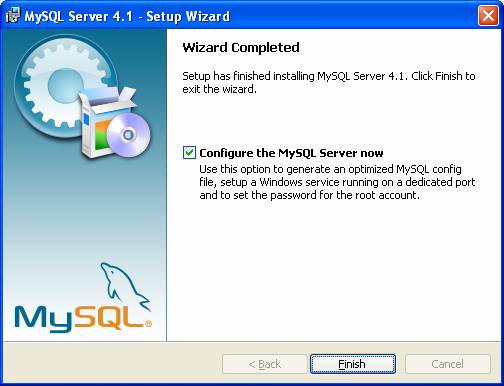 MySQL Server 4.1 - Setup Wizard
Wizard Completed
Setup has finished installing MySQL Server 4.1. Click Finish to
exit the wizard.
Configure the MySQL Server now
Use this option to generate an optimized MySQL config
file, setup a Windows service running on a dedicated port
and to set the password for the root account.
MySQL®
< Back Finish Cancel